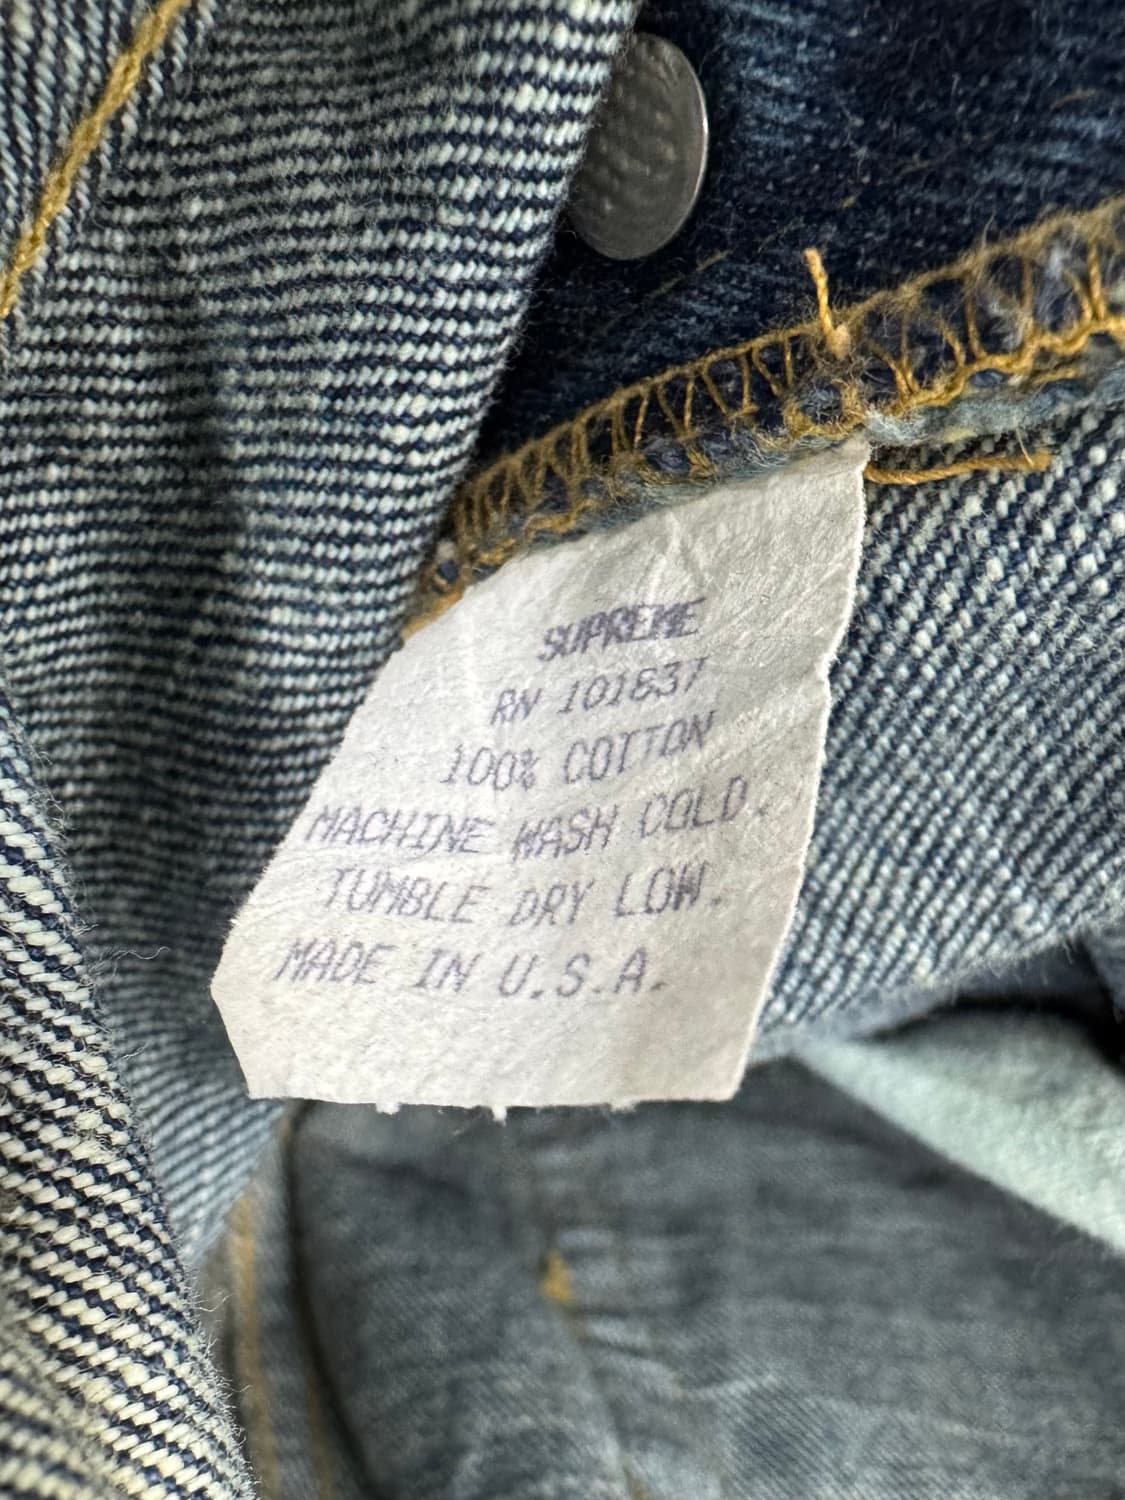 SUPREME
RN 101837
100% COTTON
MACHINE WASH COLD.
TUMBLE DRY LOW.
MADE IN U.S.A.